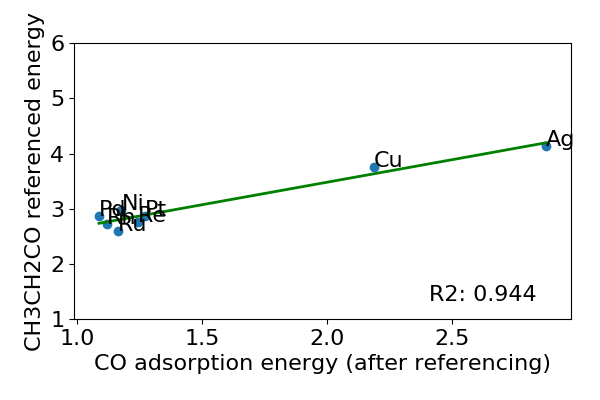 CH3CH2CO referenced energy
6
5
4
3
2
1
Ag
Cu
Ni
Pd
Pt
Rh
Re
Ru
R2: 0.944
1.0
1.5
2.0
2.5
CO adsorption energy (after referencing)